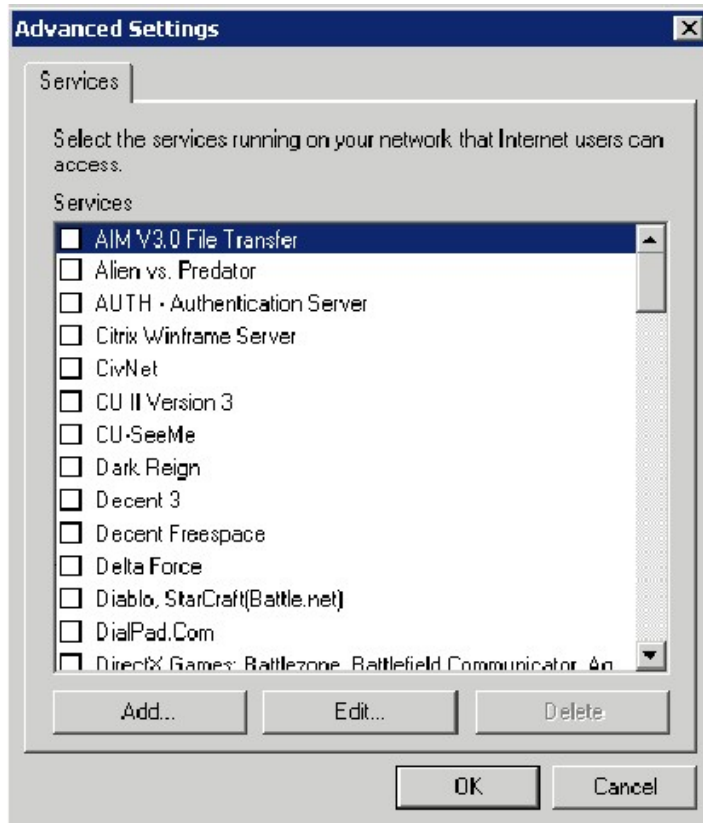 Advanced Settings
Services
Select the services running on your network that Internet users can
access.
Services
AIM V3.0 File Transfer
Alien vs. Predator
AUTH - Authentication Server
Citrix Winframe Server
CivNet
CU II Version 3
CU-SeeMe
Dark Reign
Decent 3
Decent Freespace
Delta Force
Diablo, StarCraft(Battle.net)
DialPad.Com
DirectX Games: Battlezone, Battlefield Communicator, Ag
Add...
Edit...
Delete
OK
Cancel